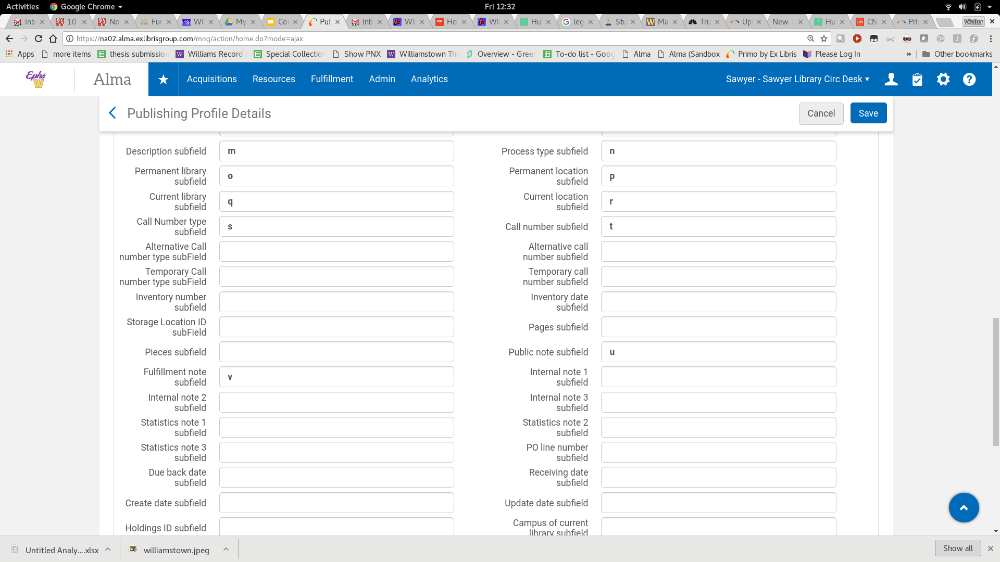 Activities Google Chrome Fri 12:32
Inb 10 No Fur Wil My Co Pub Inb Wil Ho Wil Hu leg Stu Ma Tru Upl New T Hu CN Pri Walter
https://na02.alma.exlibrisgroup.com/mng/action/home.do?mode=ajax
Apps more items thesis submission Williams Record Special Collection Show PNX Williamstown The Overview - Green To-do list - Goog Alma Alma (Sandbox Primo by Ex Libris Please Log In » Other bookmarks
Ephs W Alma Acquisitions Resources Fulfillment Admin Analytics Sawyer - Sawyer Library Circ Desk
Publishing Profile Details Cancel Save
Description subfield m Process type subfield n
Permanent library subfield o Permanent location subfield p
Current library subfield q Current location subfield r
Call Number type subfield s Call number subfield t
Alternative Call number type subField Alternative call number subfield
Temporary Call number type subField Temporary call number subfield
Inventory number subfield Inventory date subfield
Storage Location ID subField Pages subfield
Pieces subfield Public note subfield u
Fulfillment note subfield v Internal note 1 subfield
Internal note 2 subfield Internal note 3 subfield
Statistics note 1 subfield Statistics note 2 subfield
Statistics note 3 subfield PO line number subfield
Due back date subfield Receiving date subfield
Create date subfield Update date subfield
Holdings ID subfield Campus of current library subfield
Untitled Analy....xlsx williamstown.jpeg Show all